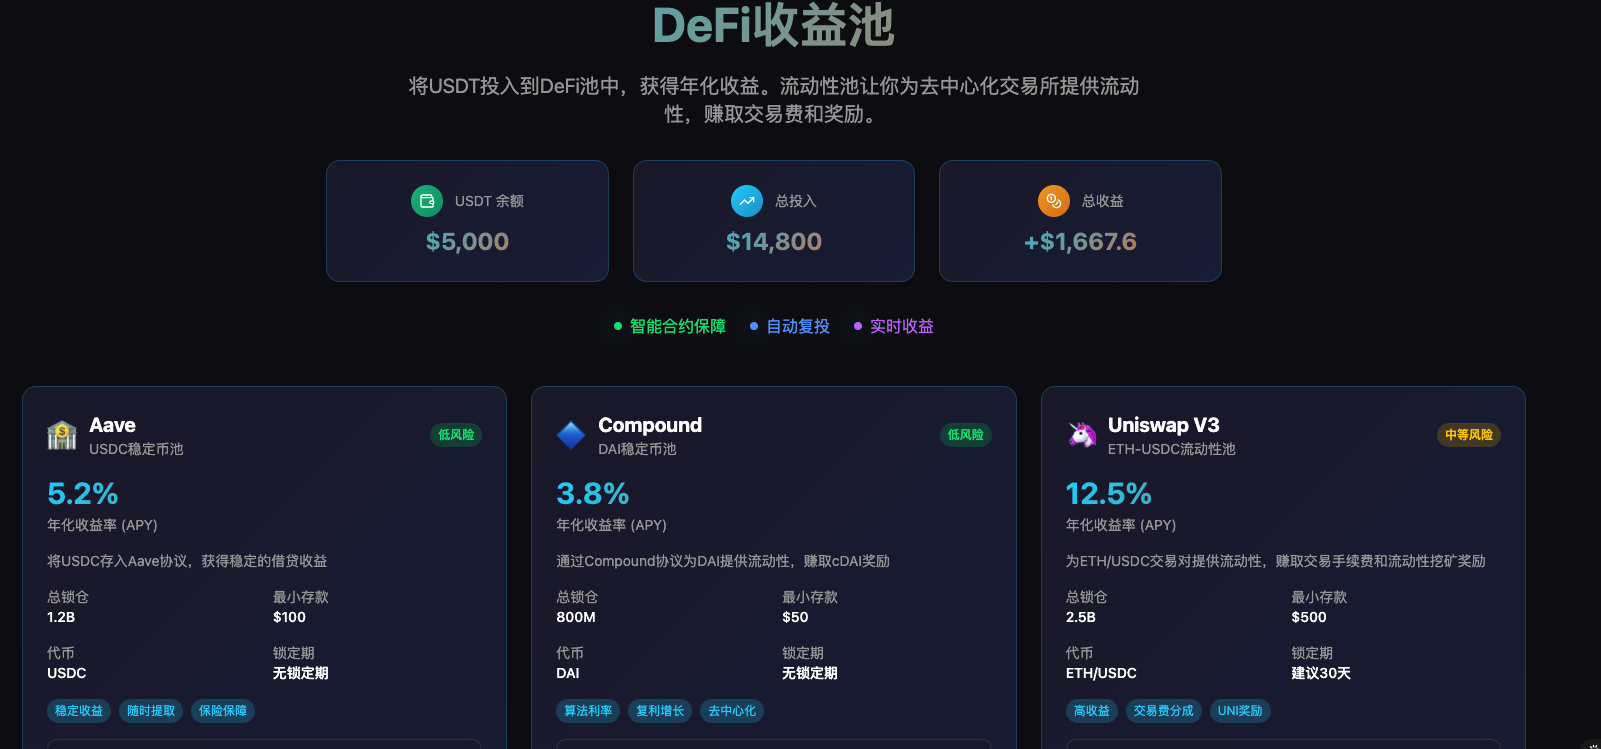 DeFi收益池
将USDT投入到DeFi池中，获得年化收益。流动性池让你为去中心化交易所提供流动
性，赚取交易费和奖励。
USDT 余额
$5,000
总投入
$14,800
总收益
+$1,667.6
智能合约保障
自动复投
实时收益
Aave
USDC稳定币池
低风险
5.2%
年化收益率 (APY)
将USDC存入Aave协议，获得稳定的借贷收益
总锁仓
1.2B
最小存款
$100
代币
USDC
锁定期
无锁定期
稳定收益
随时提取
保险保障
Compound
DAI稳定币池
低风险
3.8%
年化收益率 (APY)
通过Compound协议为DAI提供流动性，赚取cDAI奖励
总锁仓
800M
最小存款
$50
代币
DAI
锁定期
无锁定期
算法利率
复利增长
去中心化
Uniswap V3
ETH-USDC流动性池
中等风险
12.5%
年化收益率 (APY)
为ETH/USDC交易对提供流动性，赚取交易手续费和流动性挖矿奖励
总锁仓
2.5B
最小存款
$500
代币
ETH/USDC
锁定期
建议30天
高收益
交易费分成
UNI奖励